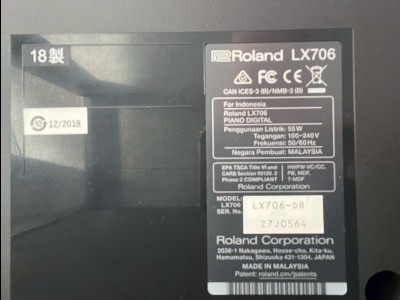 18製
10 12/2018
Roland LX706
FC CE
CAN ICES-3 (B)/NMB-3 (B)
For Indonesia
Roland LX706
PIANO DIGITAL
Penggunaan Listrik: 55W
Tegangan: 100-240V
Frekuensi: 50/60Hz
Negara Pembuat: MALAYSIA
EPA TSCA Title VI and
CARB Section 93120.2
Phase 2 COMPLIANT
HWPW-VC/CC,
PB, MDF,
T-MDF
Roland Corporation
MODEL:
LX706
LX706-DR
SER. No.
Z7J0564
Roland Corporation
2036-1 Nakagawa, Hosoe-cho, Kita-ku,
Hamamatsu, Shizuoka 431-1304, JAPAN
MADE IN MALAYSIA
Patent: roland.cm/patents